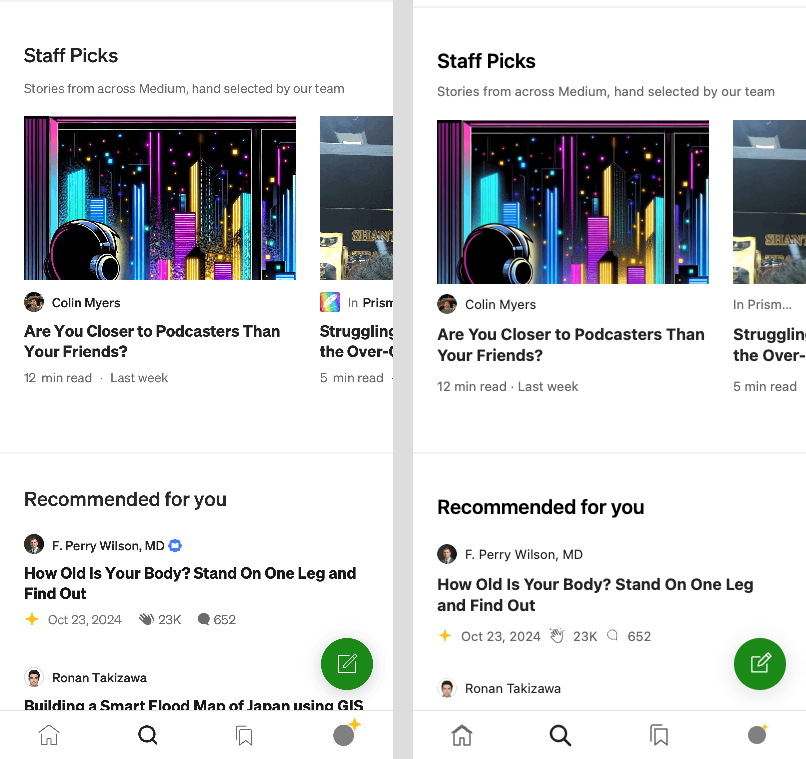 Staff Picks
Stories from across Medium, hand selected by our team
Colin Myers
In Prism
Are You Closer to Podcasters Than
Your Friends?
Struggling
the Over-
12 min read · Last week
5 min read ·
Recommended for you
F. Perry Wilson, MD
How Old Is Your Body? Stand On One Leg and
Find Out
Oct 23, 2024 23K 652
Ronan Takizawa
Building a Smart Flood Map of Japan using GIS
Staff Picks
Stories from across Medium, hand selected by our team
SHANT
Colin Myers
In Prism...
Are You Closer to Podcasters Than
Your Friends?
Struggling
the Over-
12 min read · Last week
5 min read
Recommended for you
F. Perry Wilson, MD
How Old Is Your Body? Stand On One Leg
and Find Out
Oct 23, 2024 23K 652
Ronan Takizawa